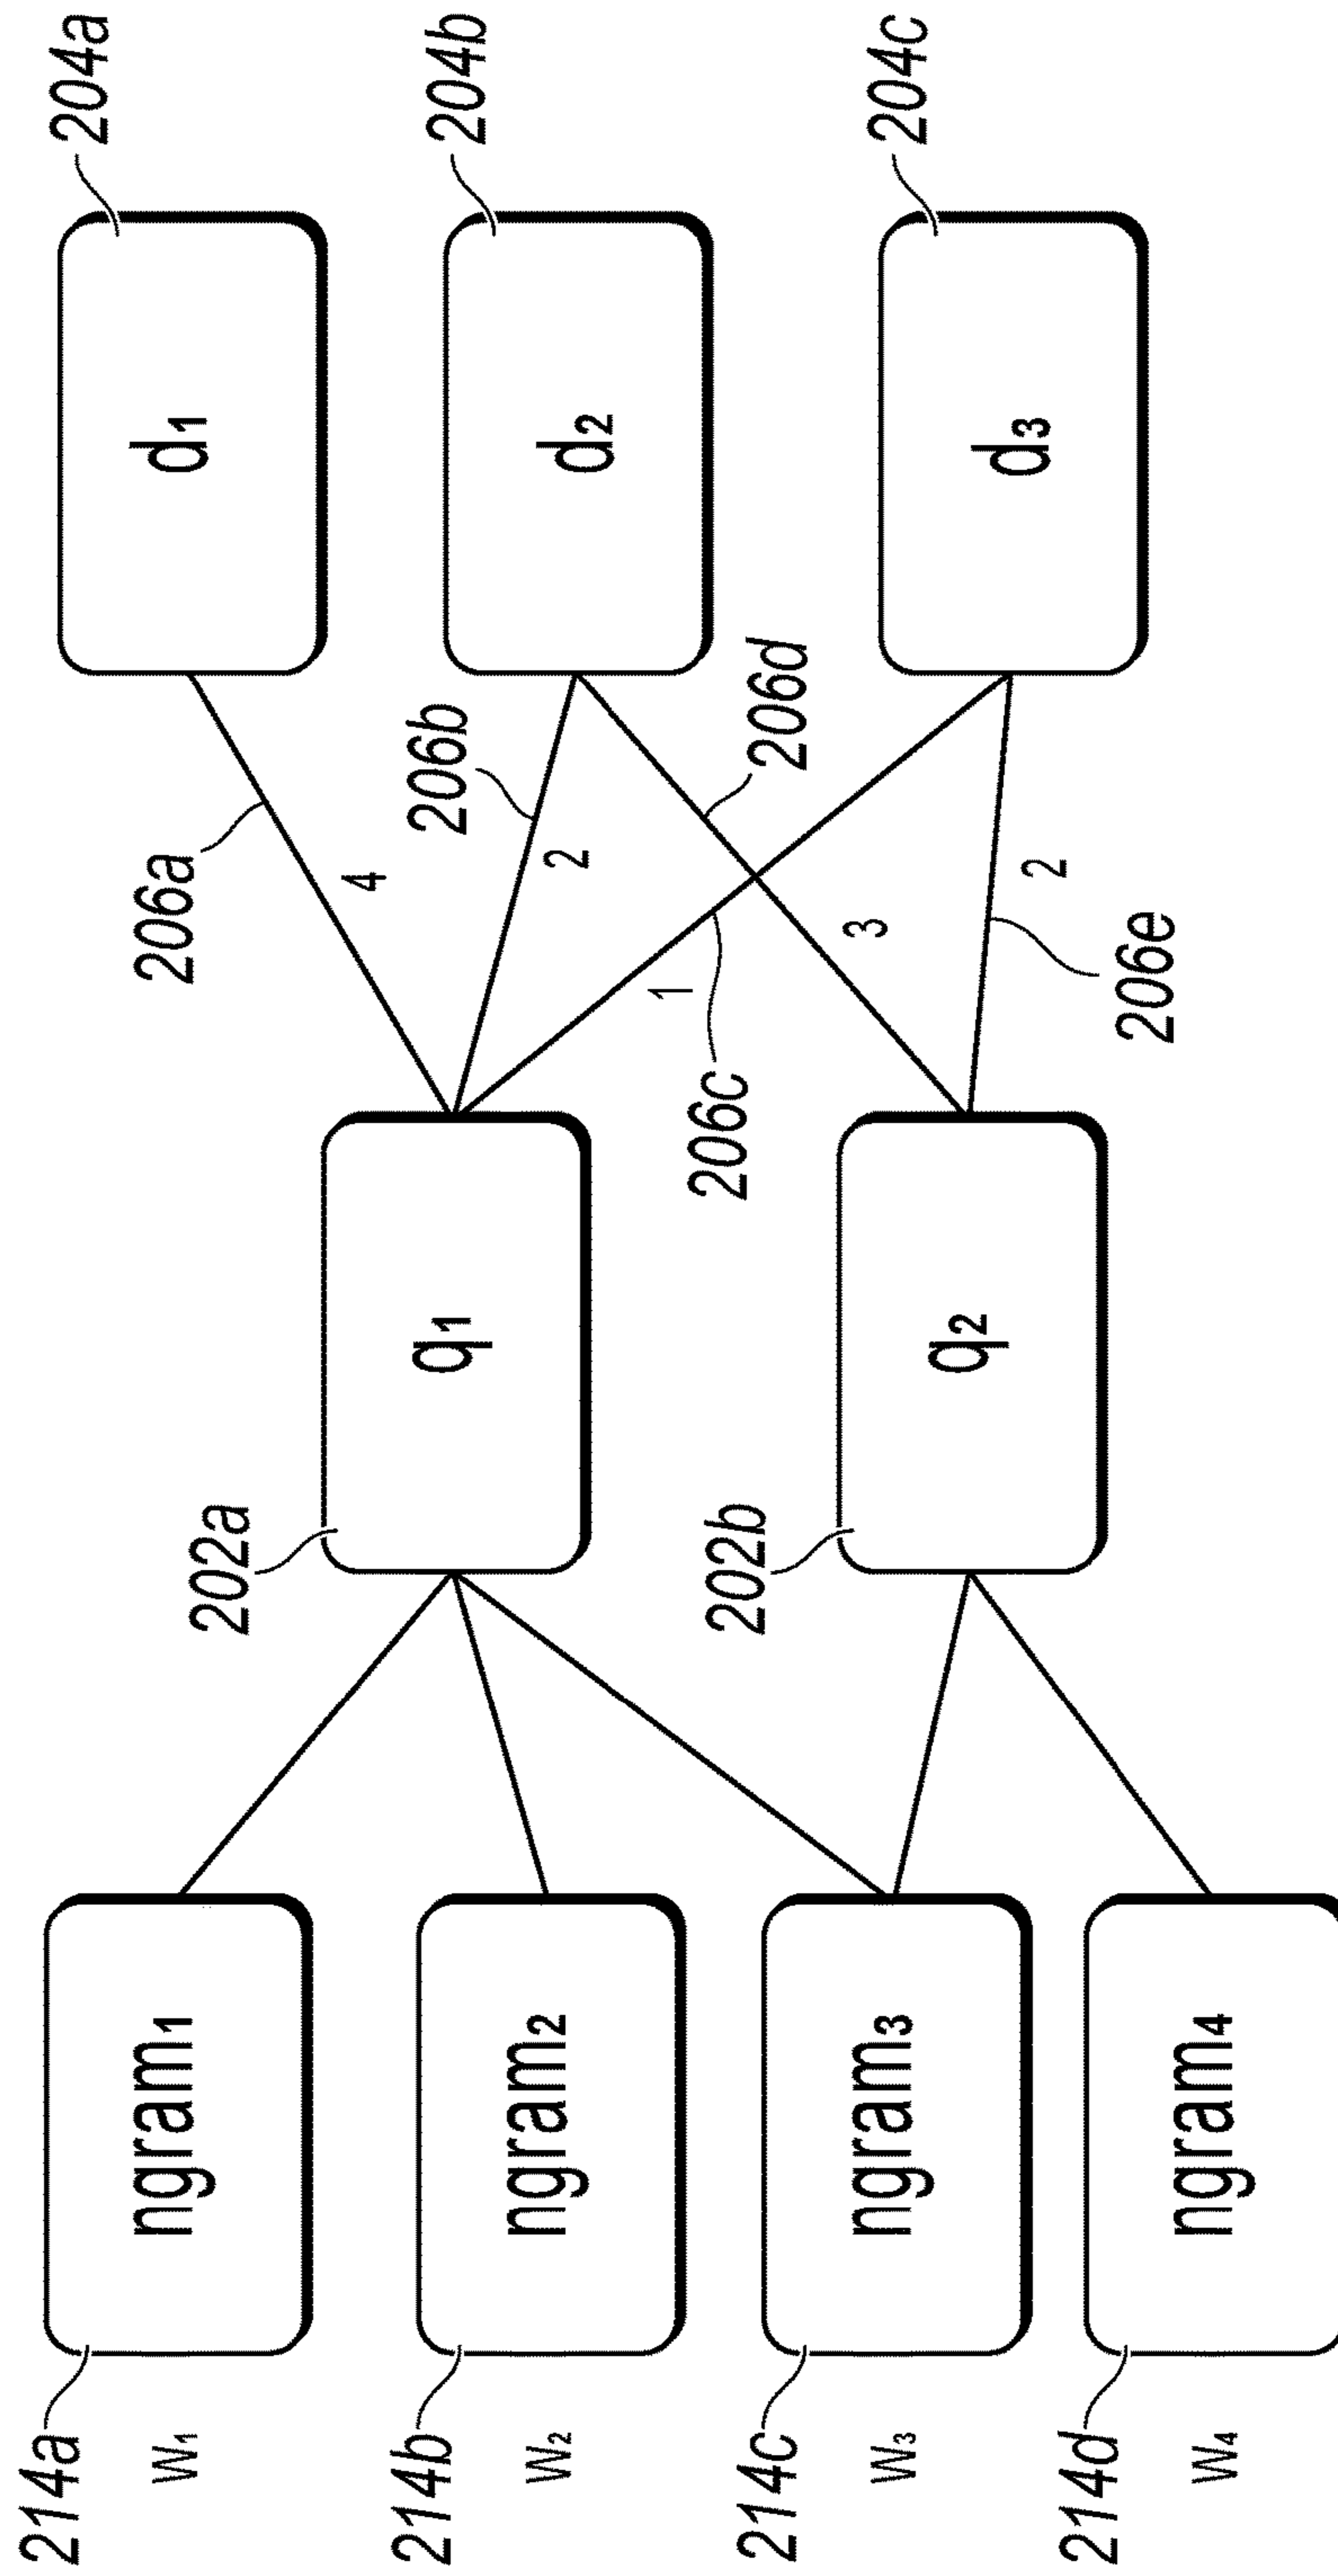 214a
W₁
ngram₁
214b
W₂
ngram₂
214c
W₃
ngram₃
214d
W₄
ngram₄
202a
q₁
202b
q₂
206a
4
206b
2
206c
1
206d
3
206e
2
204a
d₁
204b
d₂
204c
d₃